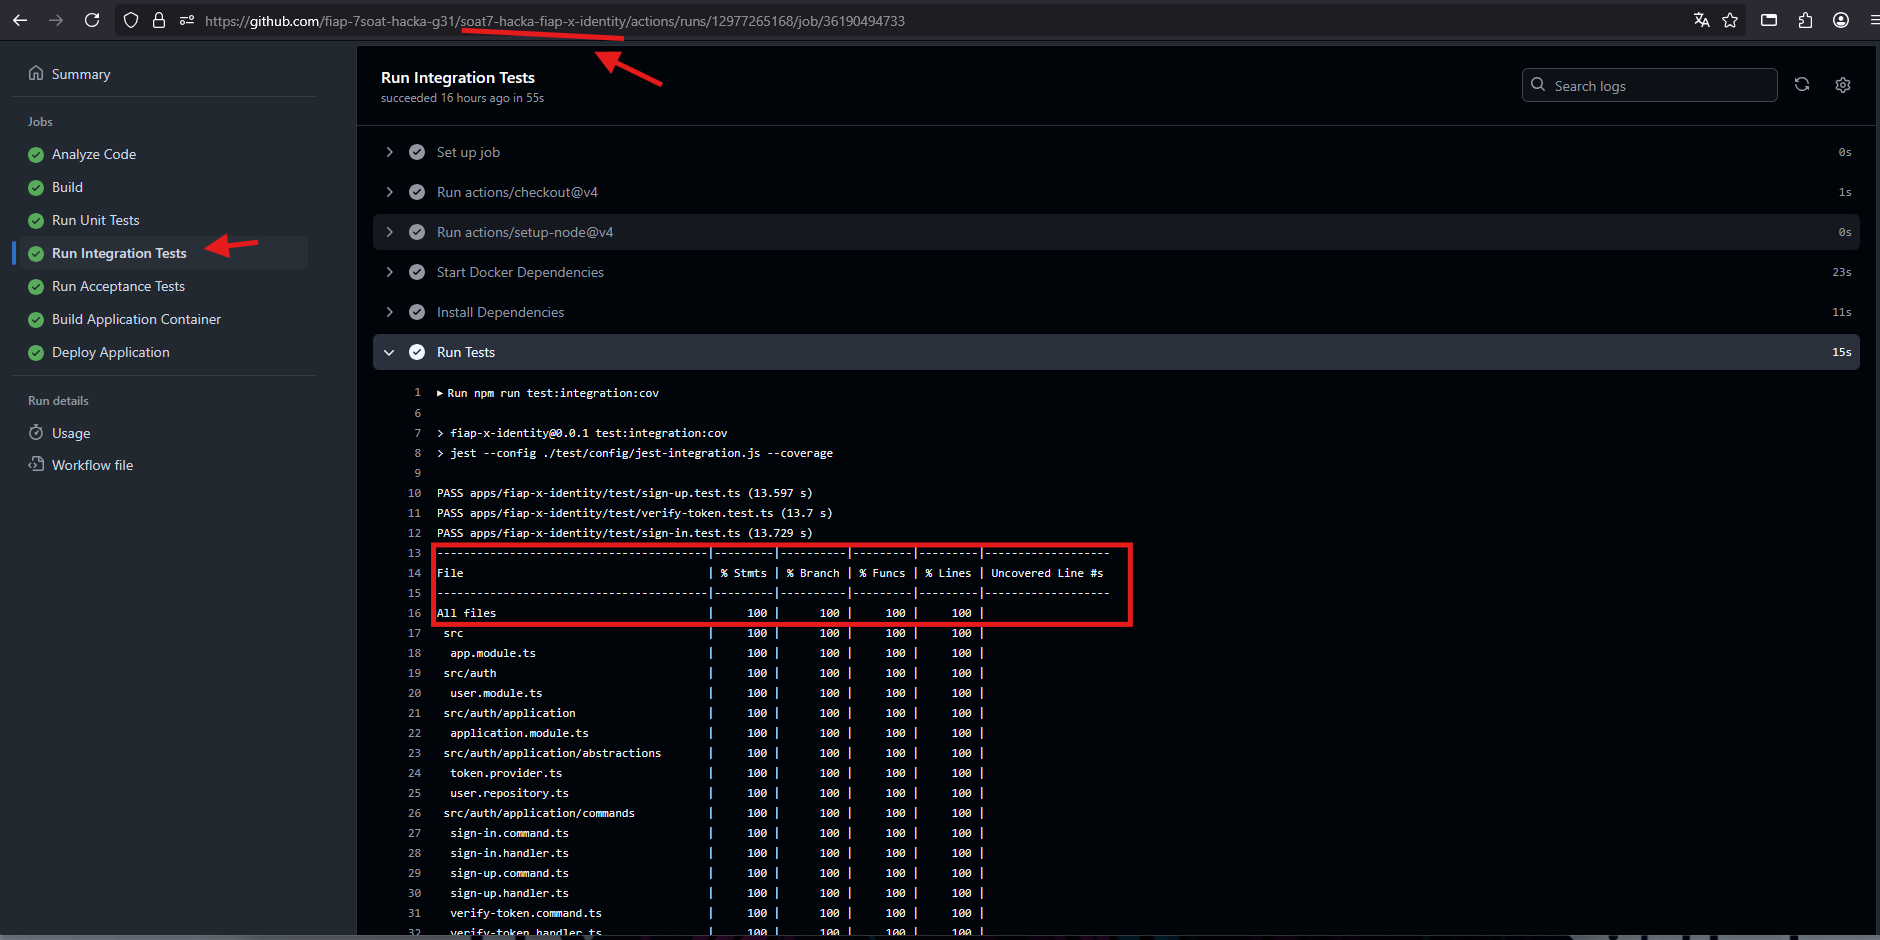 https://github.com/fiap-7soat-hacka-g31/soat7-hacka-fiap-x-identity/actions/runs/12977265168/job/36190494733
Summary
Jobs
Analyze Code
Build
Run Unit Tests
Run Integration Tests
Run Acceptance Tests
Build Application Container
Deploy Application
Run details
Usage
Workflow file
Run Integration Tests
succeeded 16 hours ago in 55s
Search logs
Set up job 0s
Run actions/checkout@v4 1s
Run actions/setup-node@v4 0s
Start Docker Dependencies 23s
Install Dependencies 11s
Run Tests 15s
1 ▸ Run npm run test:integration:cov
6
7 > fiap-x-identity@0.0.1 test:integration:cov
8 > jest --config ./test/config/jest-integration.js --coverage
9
10 PASS apps/fiap-x-identity/test/sign-up.test.ts (13.597 s)
11 PASS apps/fiap-x-identity/test/verify-token.test.ts (13.7 s)
12 PASS apps/fiap-x-identity/test/sign-in.test.ts (13.729 s)
13 -----------------------------------------|---------|----------|---------|---------|-------------------
14 File | % Stmts | % Branch | % Funcs | % Lines | Uncovered Line #s
15 -----------------------------------------|---------|----------|---------|---------|-------------------
16 All files | 100 | 100 | 100 | 100 |
17 src | 100 | 100 | 100 | 100 |
18 app.module.ts | 100 | 100 | 100 | 100 |
19 src/auth | 100 | 100 | 100 | 100 |
20 user.module.ts | 100 | 100 | 100 | 100 |
21 src/auth/application | 100 | 100 | 100 | 100 |
22 application.module.ts | 100 | 100 | 100 | 100 |
23 src/auth/application/abstractions | 100 | 100 | 100 | 100 |
24 token.provider.ts | 100 | 100 | 100 | 100 |
25 user.repository.ts | 100 | 100 | 100 | 100 |
26 src/auth/application/commands | 100 | 100 | 100 | 100 |
27 sign-in.command.ts | 100 | 100 | 100 | 100 |
28 sign-in.handler.ts | 100 | 100 | 100 | 100 |
29 sign-up.command.ts | 100 | 100 | 100 | 100 |
30 sign-up.handler.ts | 100 | 100 | 100 | 100 |
31 verify-token.command.ts | 100 | 100 | 100 | 100 |
32 verify-token.handler.ts | 100 | 100 | 100 | 100 |